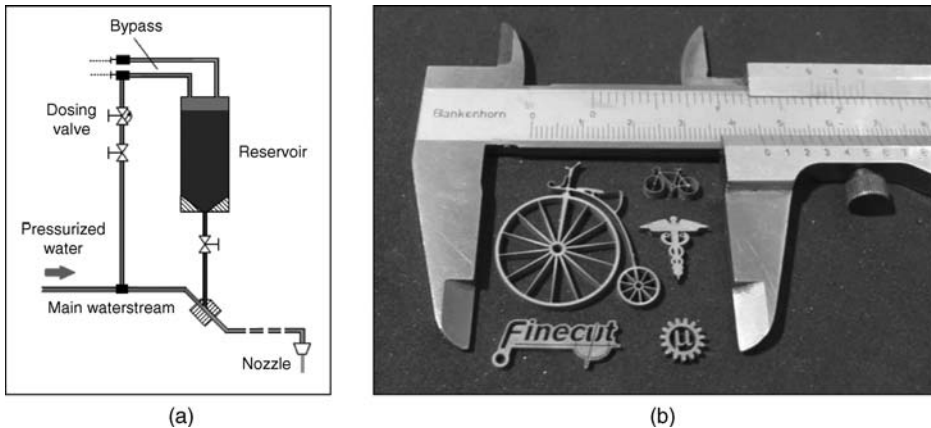 Bypass
Dosing
valve
Reservoir
Pressurized
water
Main waterstream
Nozzle
(a)
Blankenhorn
Finecut
µ
(b)